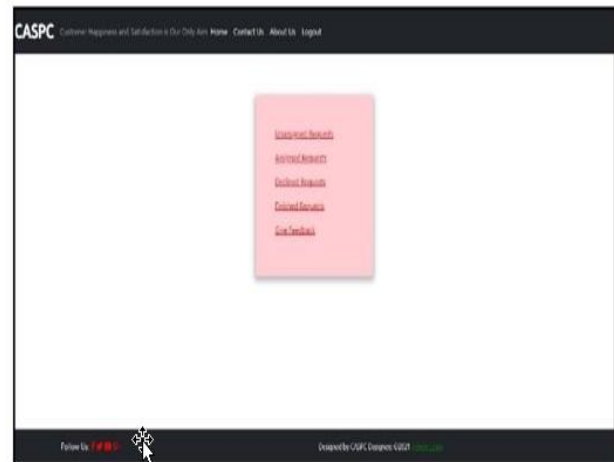 CASPC Customer Happiness and Satisfaction is Our Only Aim Home Contact Us About Us Logout
Unassigned Requests
Assigned Requests
Declined Requests
Finished Requests
Give Feedback
Follow Us: Designed by CASPC Designers ©2021